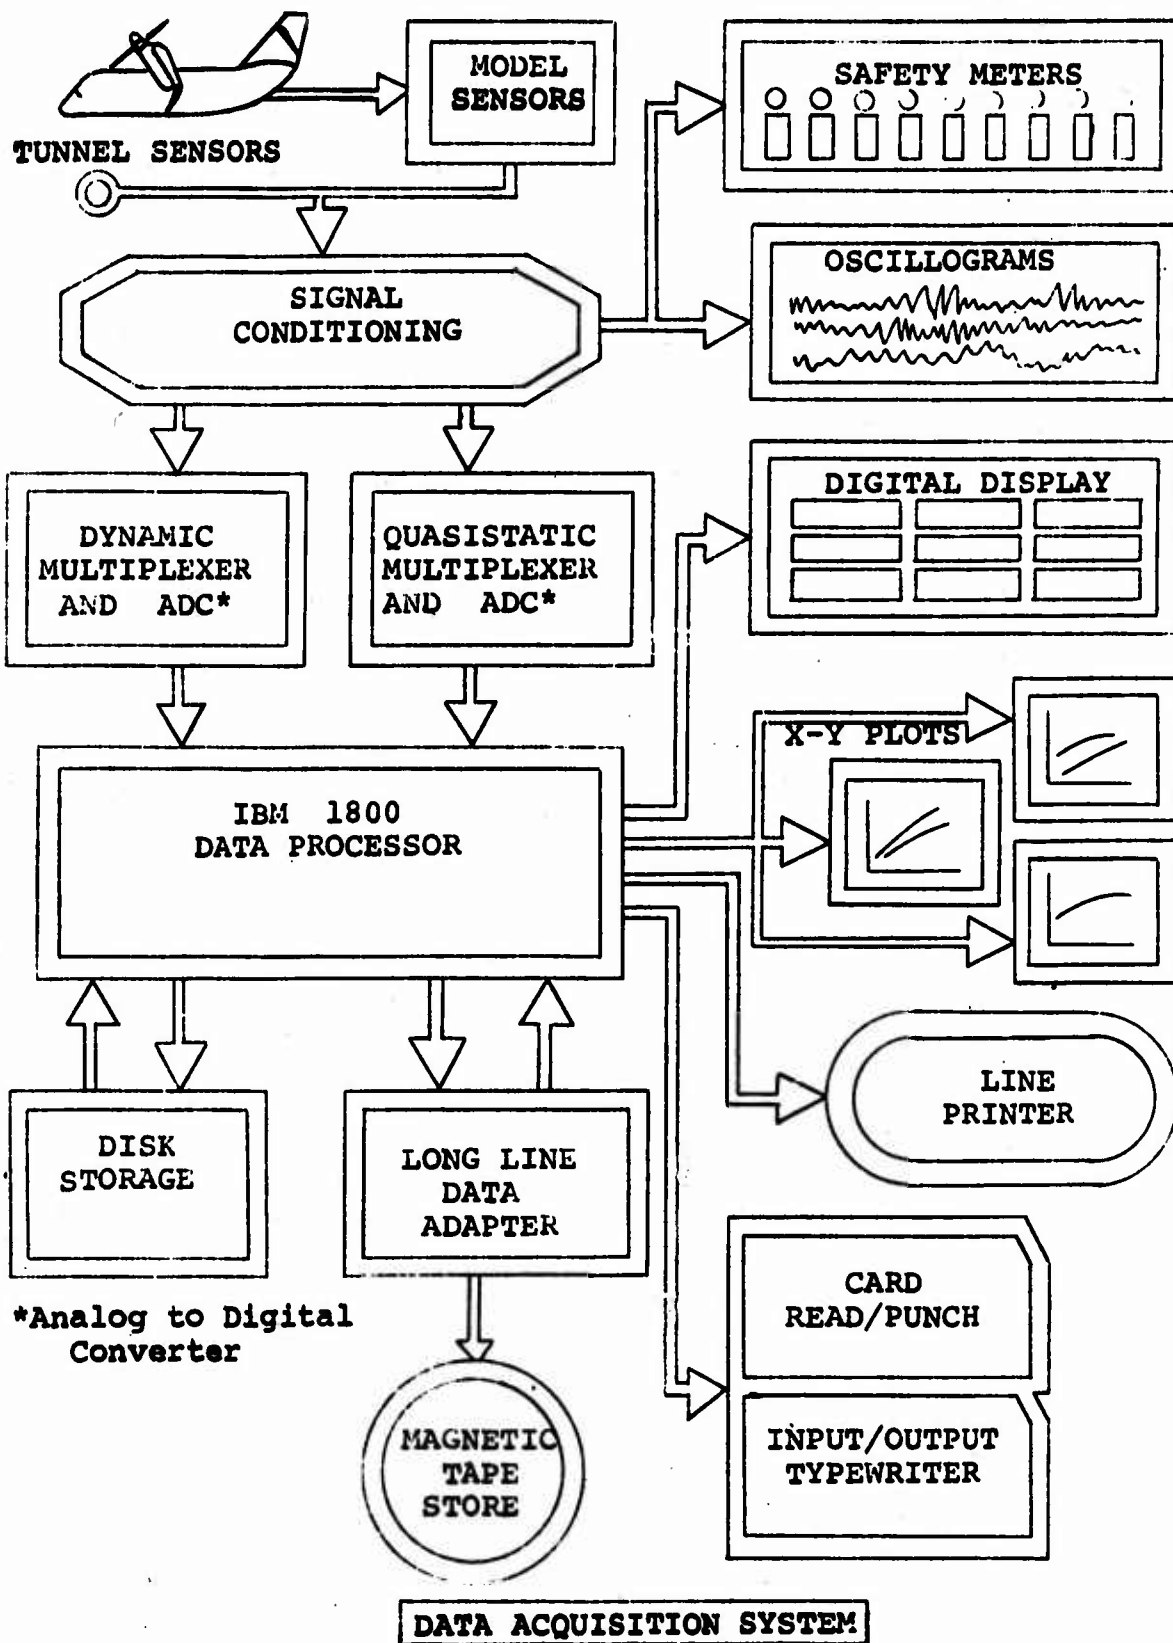 MODEL
SENSORS
SAFETY METERS
TUNNEL SENSORS
OSCILLOGRAMS
SIGNAL
CONDITIONING
DIGITAL DISPLAY
DYNAMIC
MULTIPLEXER
AND ADC*
QUASISTATIC
MULTIPLEXER
AND ADC*
X-Y PLOTS
IBM 1800
DATA PROCESSOR
LINE
PRINTER
DISK
STORAGE
LONG LINE
DATA
ADAPTER
CARD
READ/PUNCH
*Analog to Digital
Converter
MAGNETIC
TAPE
STORE
INPUT/OUTPUT
TYPEWRITER
DATA ACQUISITION SYSTEM